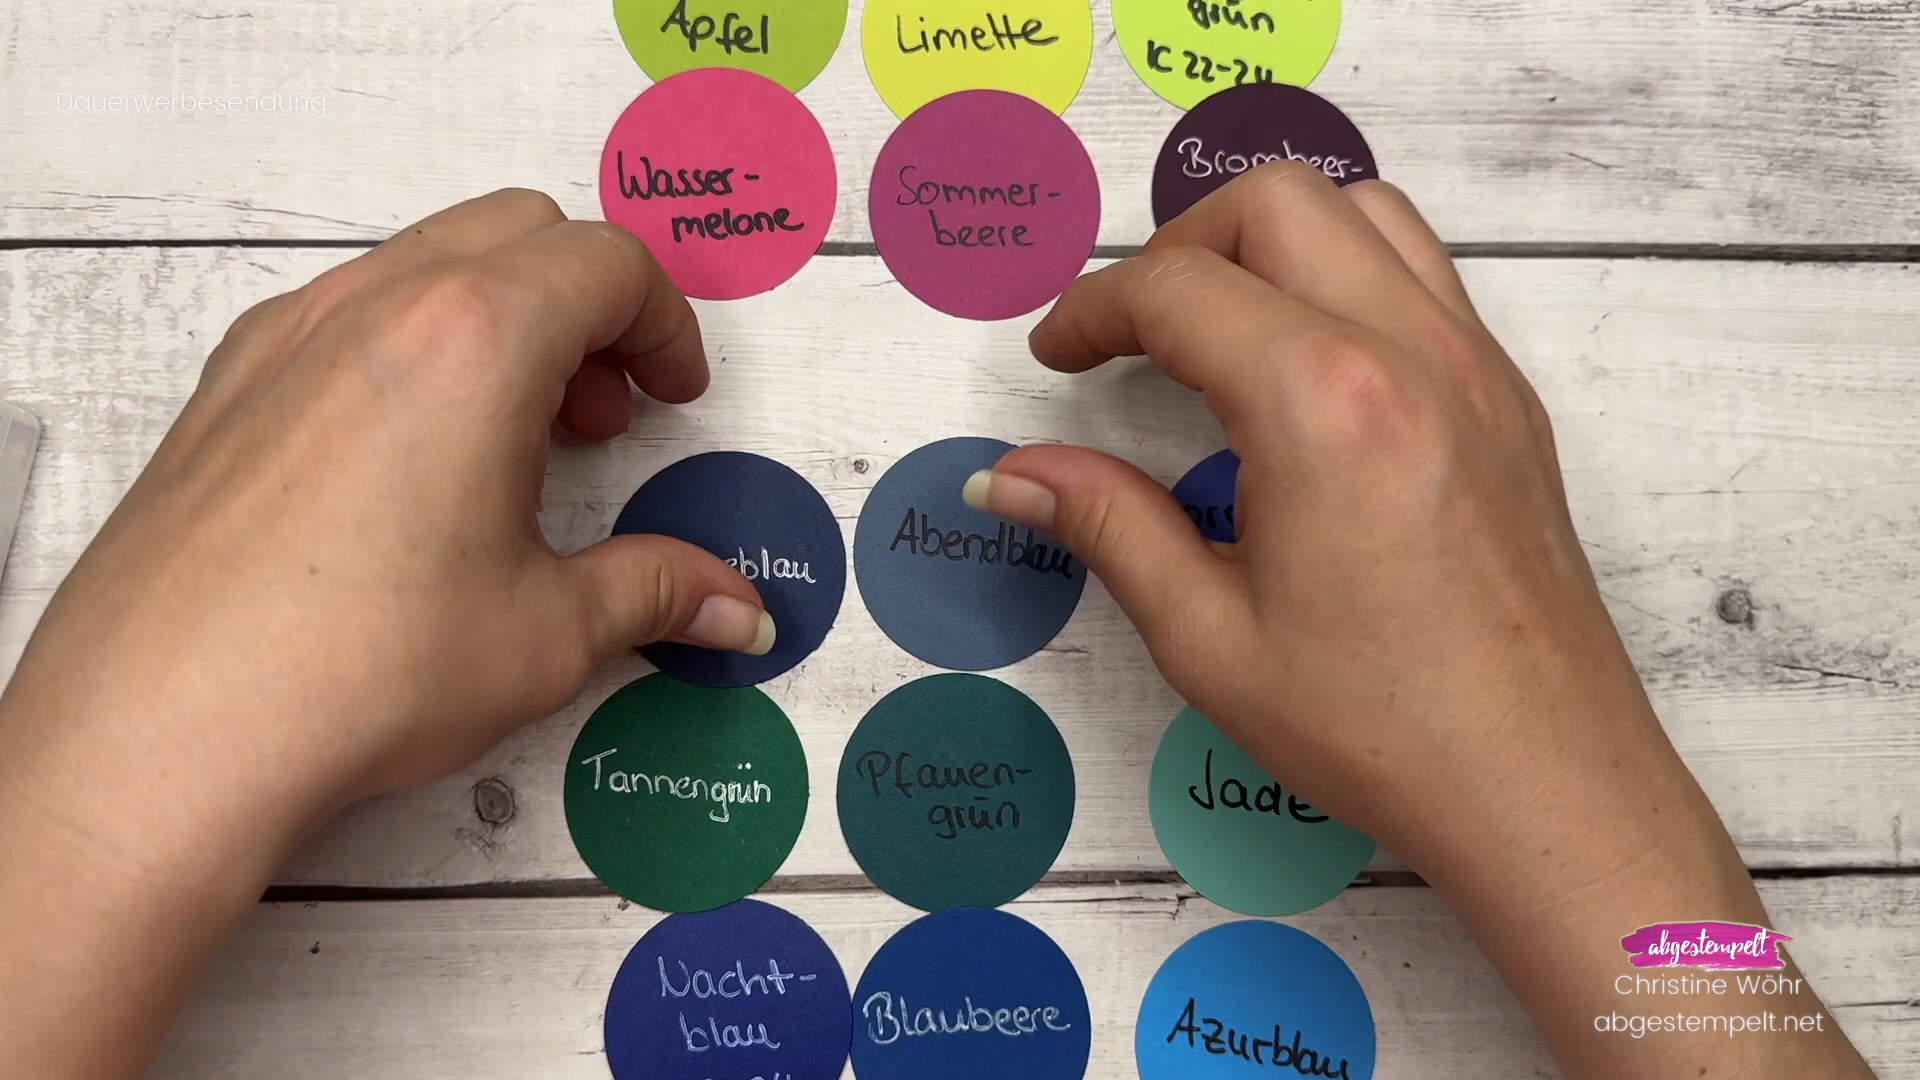 Apfel
Limette
grün
IC 22-24
Dauerwerbesendung
Wasser-
melone
Sommer-
beere
Brombeer-
Abendblau
Tannengrün
Pfauen-
grün
Jade
Nacht-
blau
Blaubeere
Azurblau
abgestempelt
Christine Wöhr
abgestempelt.net